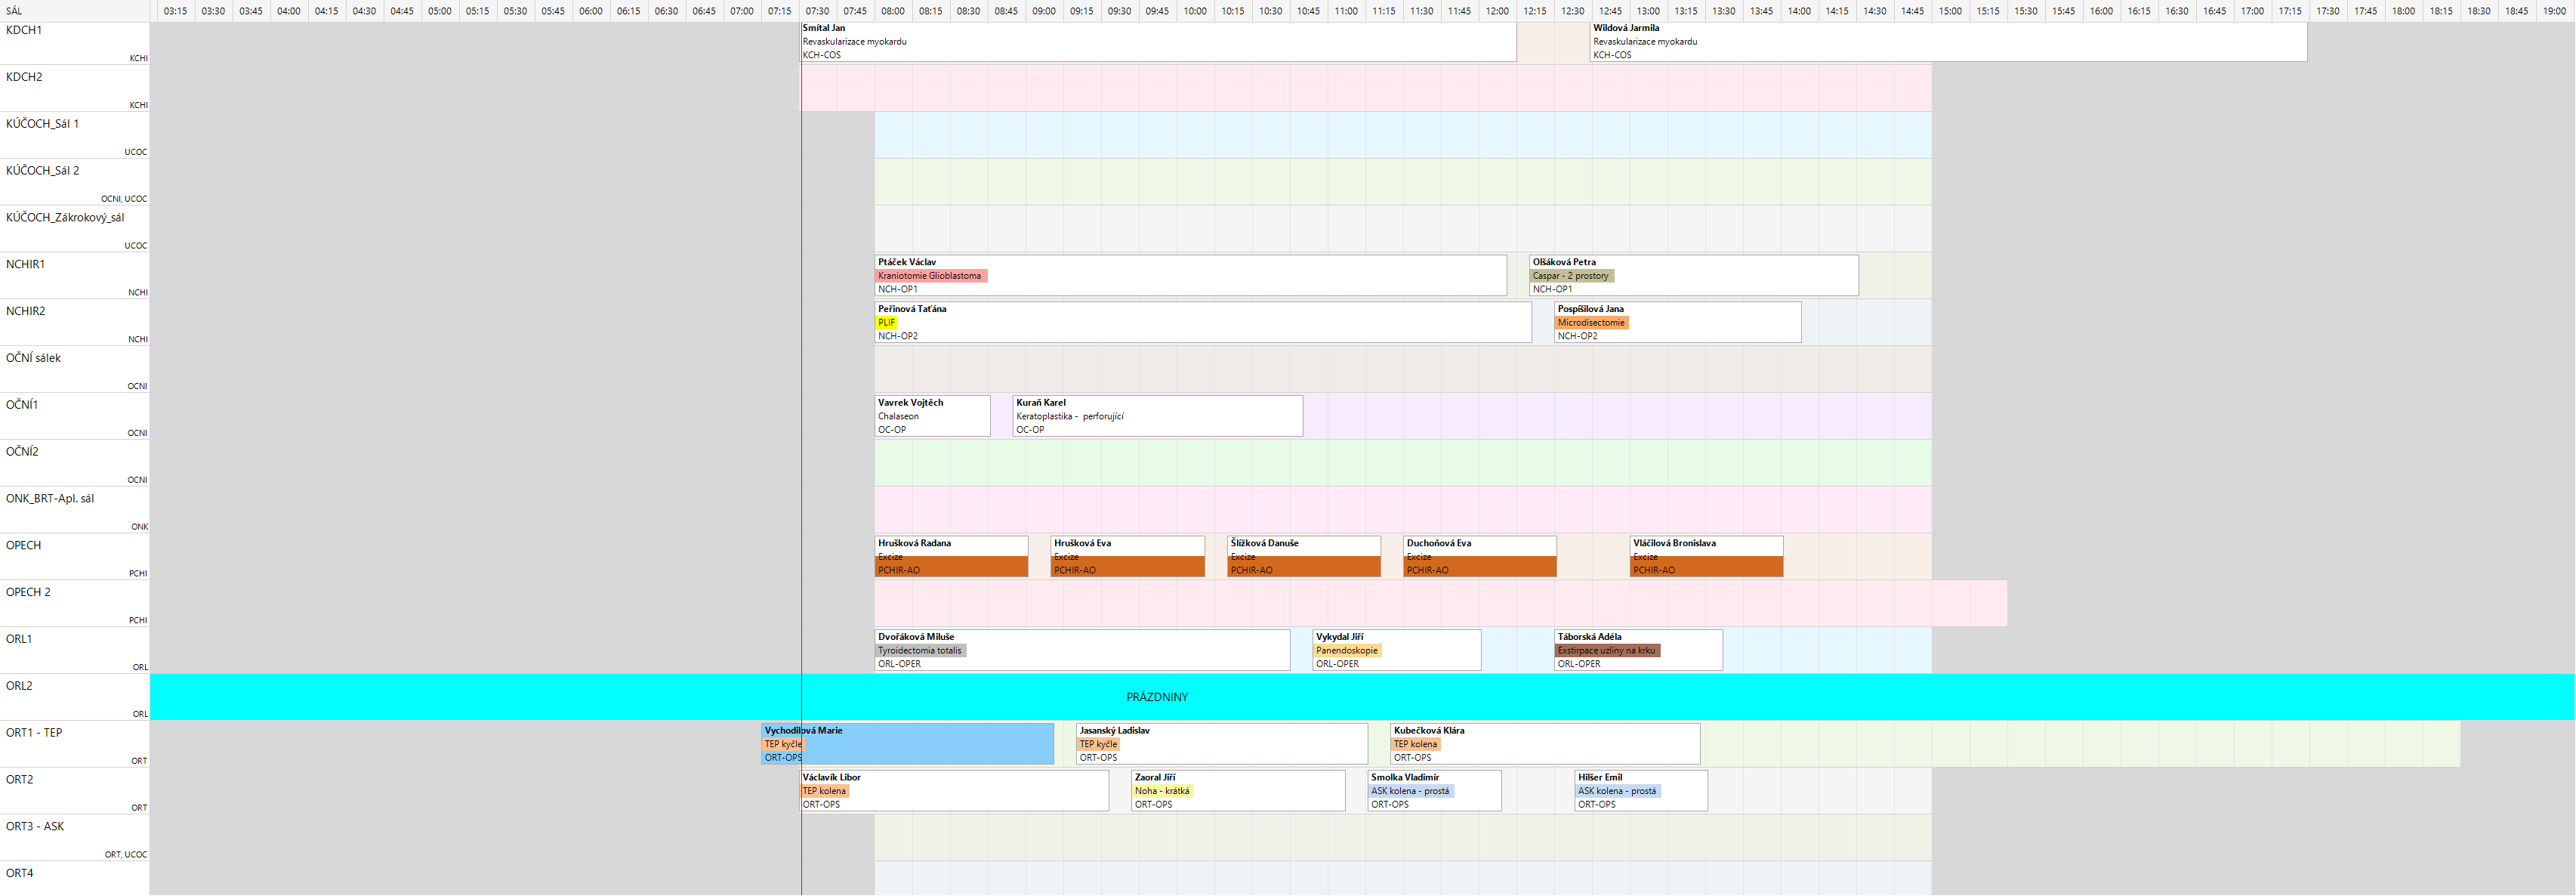 SÁL 03:15 03:30 03:45 04:00 04:15 04:30 04:45 05:00 05:15 05:30 05:45 06:00 06:15 06:30 06:45 07:00 07:15 07:30 07:45 08:00 08:15 08:30 08:45 09:00 09:15 09:30 09:45 10:00 10:15 10:30 10:45 11:00 11:15 11:30 11:45 12:00 12:15 12:30 12:45 13:00 13:15 13:30 13:45 14:00 14:15 14:30 14:45 15:00 15:15 15:30 15:45 16:00 16:15 16:30 16:45 17:00 17:15 17:30 17:45 18:00 18:15 18:30 18:45 19:00
KDCH1
KCHI
Smítal Jan
Revaskularizace myokardu
KCH-COS
Wildová Jarmila
Revaskularizace myokardu
KCH-COS
KDCH2
KCHI
KÚČOCH_Sál 1
UCOC
KÚČOCH_Sál 2
OCNI, UCOC
KÚČOCH_Zákrokový_sál
UCOC
NCHIR1
NCHI
Ptáček Václav
Kraniotomie Glioblastoma
NCH-OP1
Olšáková Petra
Caspar - 2 prostory
NCH-OP1
NCHIR2
NCHI
Peřinová Taťána
PLIF
NCH-OP2
Pospíšilová Jana
Microdisectomie
NCH-OP2
OČNÍ sálek
OCNI
OČNÍ1
OCNI
Vavrek Vojtěch
Chalaseon
OC-OP
Kuraň Karel
Keratoplastika - perforující
OC-OP
OČNÍ2
OCNI
ONK_BRT-Apl. sál
ONK
OPECH
PCHI
Hrušková Radana
Excize
PCHIR-AO
Hrušková Eva
Excize
PCHIR-AO
Šlížková Danuše
Excize
PCHIR-AO
Duchoňová Eva
Excize
PCHIR-AO
Vláčilová Bronislava
Excize
PCHIR-AO
OPECH 2
PCHI
ORL1
ORL
Dvořáková Miluše
Tyroidectomia totalis
ORL-OPER
Vykydal Jiří
Panendoskopie
ORL-OPER
Táborská Adéla
Exstirpace uzliny na krku
ORL-OPER
ORL2
ORL
PRÁZDNINY
ORT1 - TEP
ORT
Vychodilová Marie
TEP kyčle
ORT-OPS
Jasanský Ladislav
TEP kyčle
ORT-OPS
Kubečková Klára
TEP kolena
ORT-OPS
ORT2
ORT
Václavík Libor
TEP kolena
ORT-OPS
Zaoral Jiří
Noha - krátká
ORT-OPS
Smolka Vladimír
ASK kolena - prostá
ORT-OPS
Hilšer Emil
ASK kolena - prostá
ORT-OPS
ORT3 - ASK
ORT, UCOC
ORT4